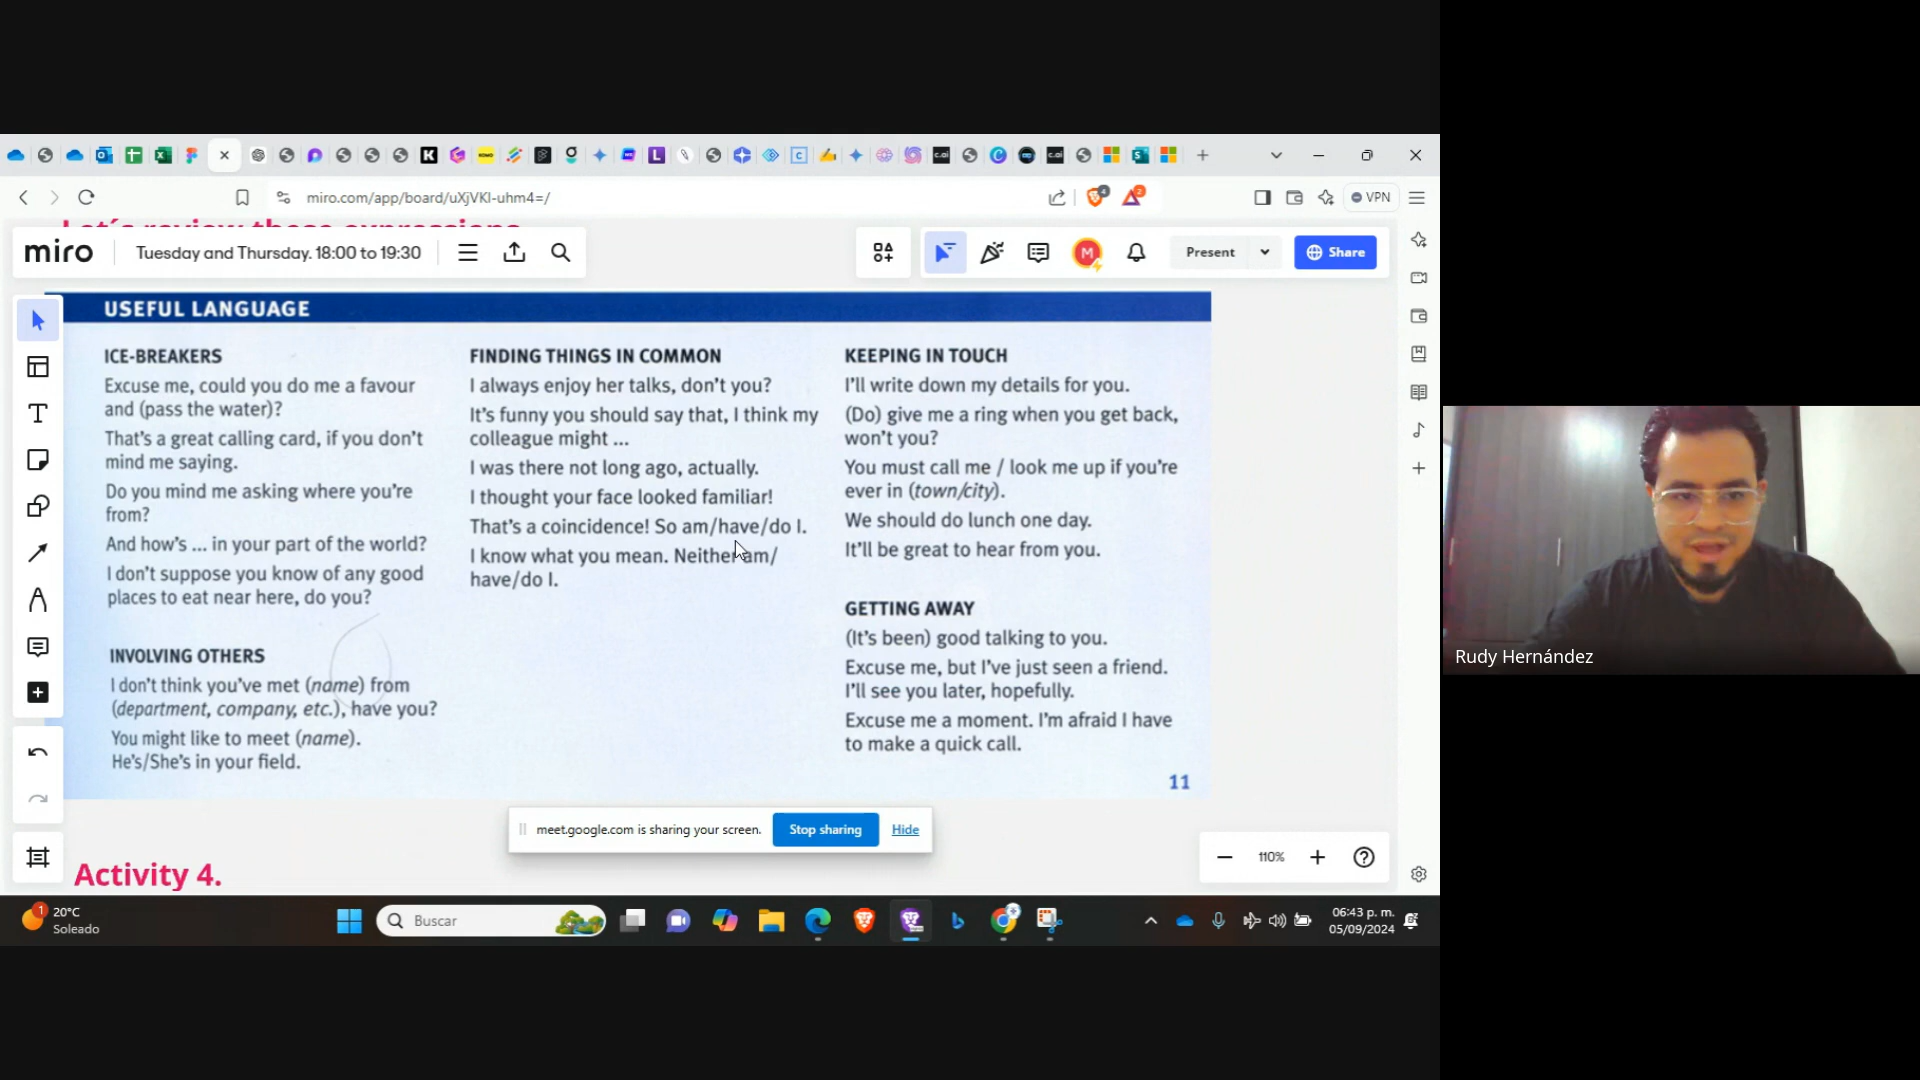 miro.com/app/board/uXjVKI-uhm4=/
VPN
Let's review these expressions
miro
Tuesday and Thursday. 18:00 to 19:30
Present
Share
USEFUL LANGUAGE
ICE-BREAKERS
Excuse me, could you do me a favour
and (pass the water)?
That's a great calling card, if you don't
mind me saying.
Do you mind me asking where you're
from?
And how's ... in your part of the world?
I don't suppose you know of any good
places to eat near here, do you?
INVOLVING OTHERS
I don't think you've met (name) from
(department, company, etc.), have you?
You might like to meet (name).
He's/She's in your field.
FINDING THINGS IN COMMON
I always enjoy her talks, don't you?
It's funny you should say that, I think my
colleague might ...
I was there not long ago, actually.
I thought your face looked familiar!
That's a coincidence! So am/have/do I.
I know what you mean. Neither am/
have/do I.
KEEPING IN TOUCH
I'll write down my details for you.
(Do) give me a ring when you get back,
won't you?
You must call me / look me up if you're
ever in (town/city).
We should do lunch one day.
It'll be great to hear from you.
GETTING AWAY
(It's been) good talking to you.
Excuse me, but I've just seen a friend.
I'll see you later, hopefully.
Excuse me a moment. I'm afraid I have
to make a quick call.
11
meet.google.com is sharing your screen.
Stop sharing
Hide
110%
Activity 4.
20°C
Soleado
Buscar
06:43 p. m.
05/09/2024
Rudy Hernández